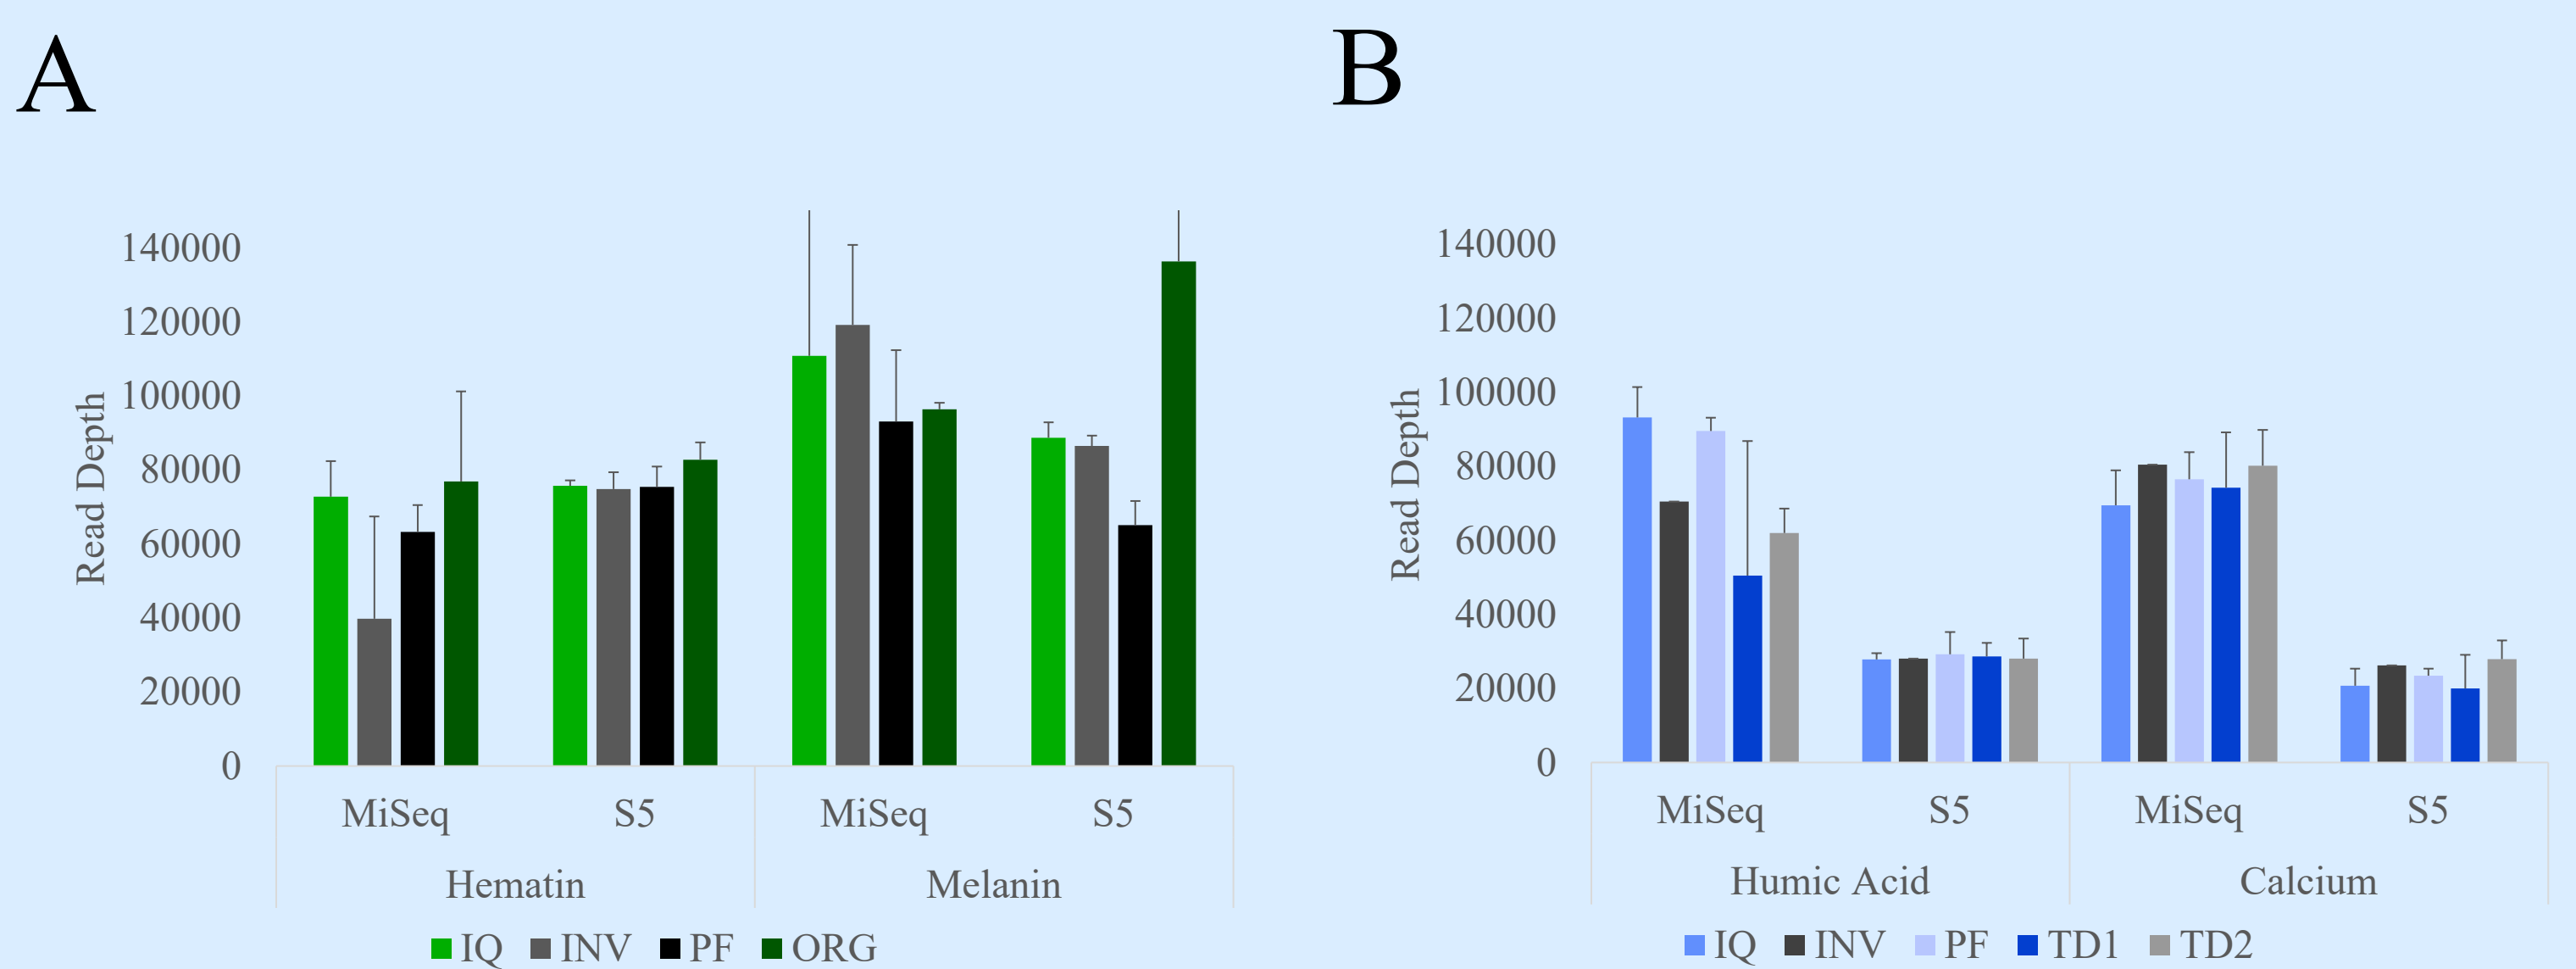 A
140000
120000
100000
80000
60000
40000
20000
0
Read Depth
MiSeq S5 MiSeq S5
Hematin Melanin
IQ INV PF ORG
B
140000
120000
100000
80000
60000
40000
20000
0
Read Depth
MiSeq S5 MiSeq S5
Humic Acid Calcium
IQ INV PF TD1 TD2